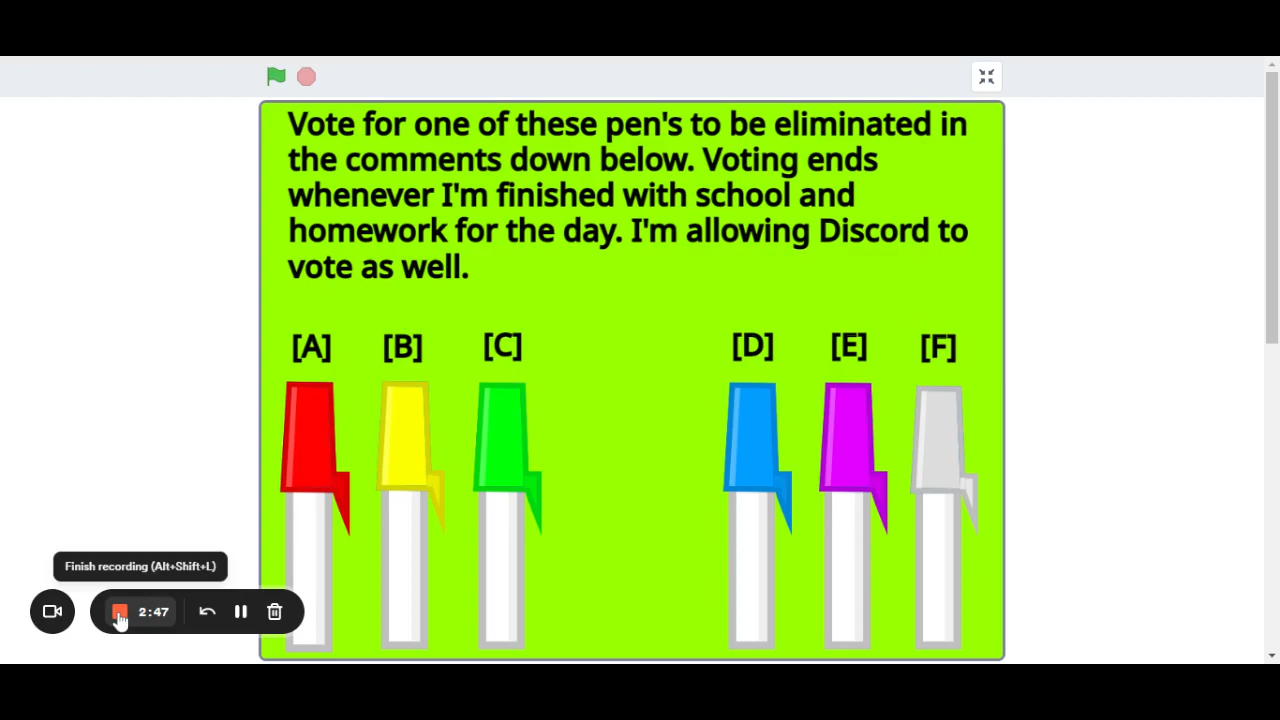 Vote for one of these pen's to be eliminated in
the comments down below. Voting ends
whenever I'm finished with school and
homework for the day. I'm allowing Discord to
vote as well.
[A] [B] [C] [D] [E] [F]
Finish recording (Alt+Shift+L)
2:47